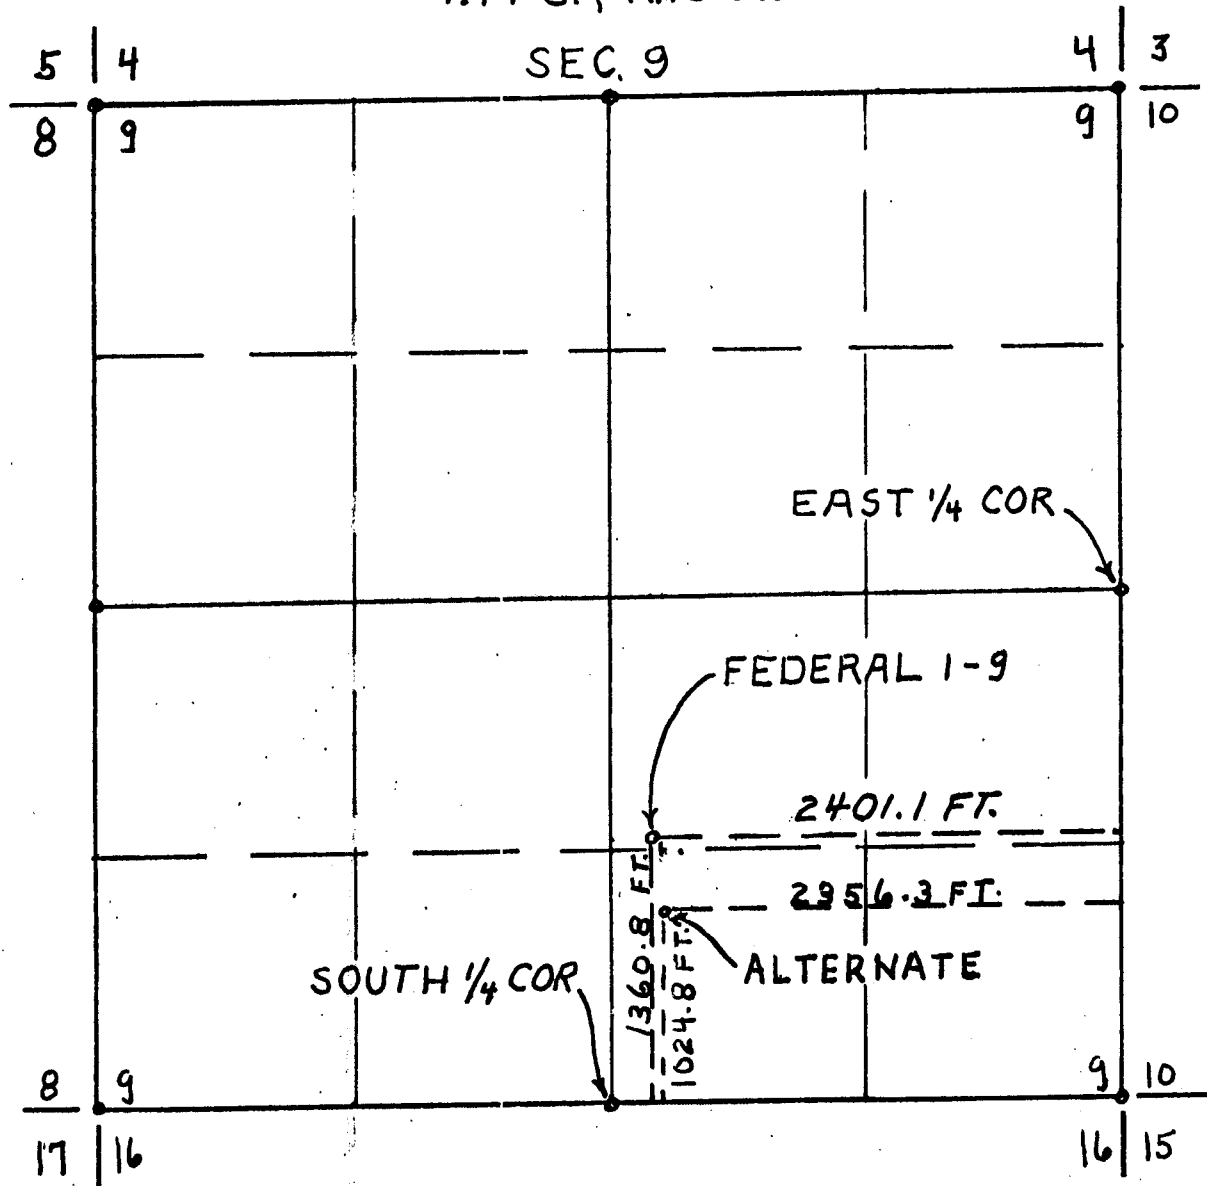 SEC. 9
5 4
4 3
8 9
9 10
EAST 1/4 COR
FEDERAL 1-9
2401.1 FT.
1360.8 FT.
2356.3 FT.
1024.8 FT.
ALTERNATE
SOUTH 1/4 COR
8 9
9 10
17 16
16 15